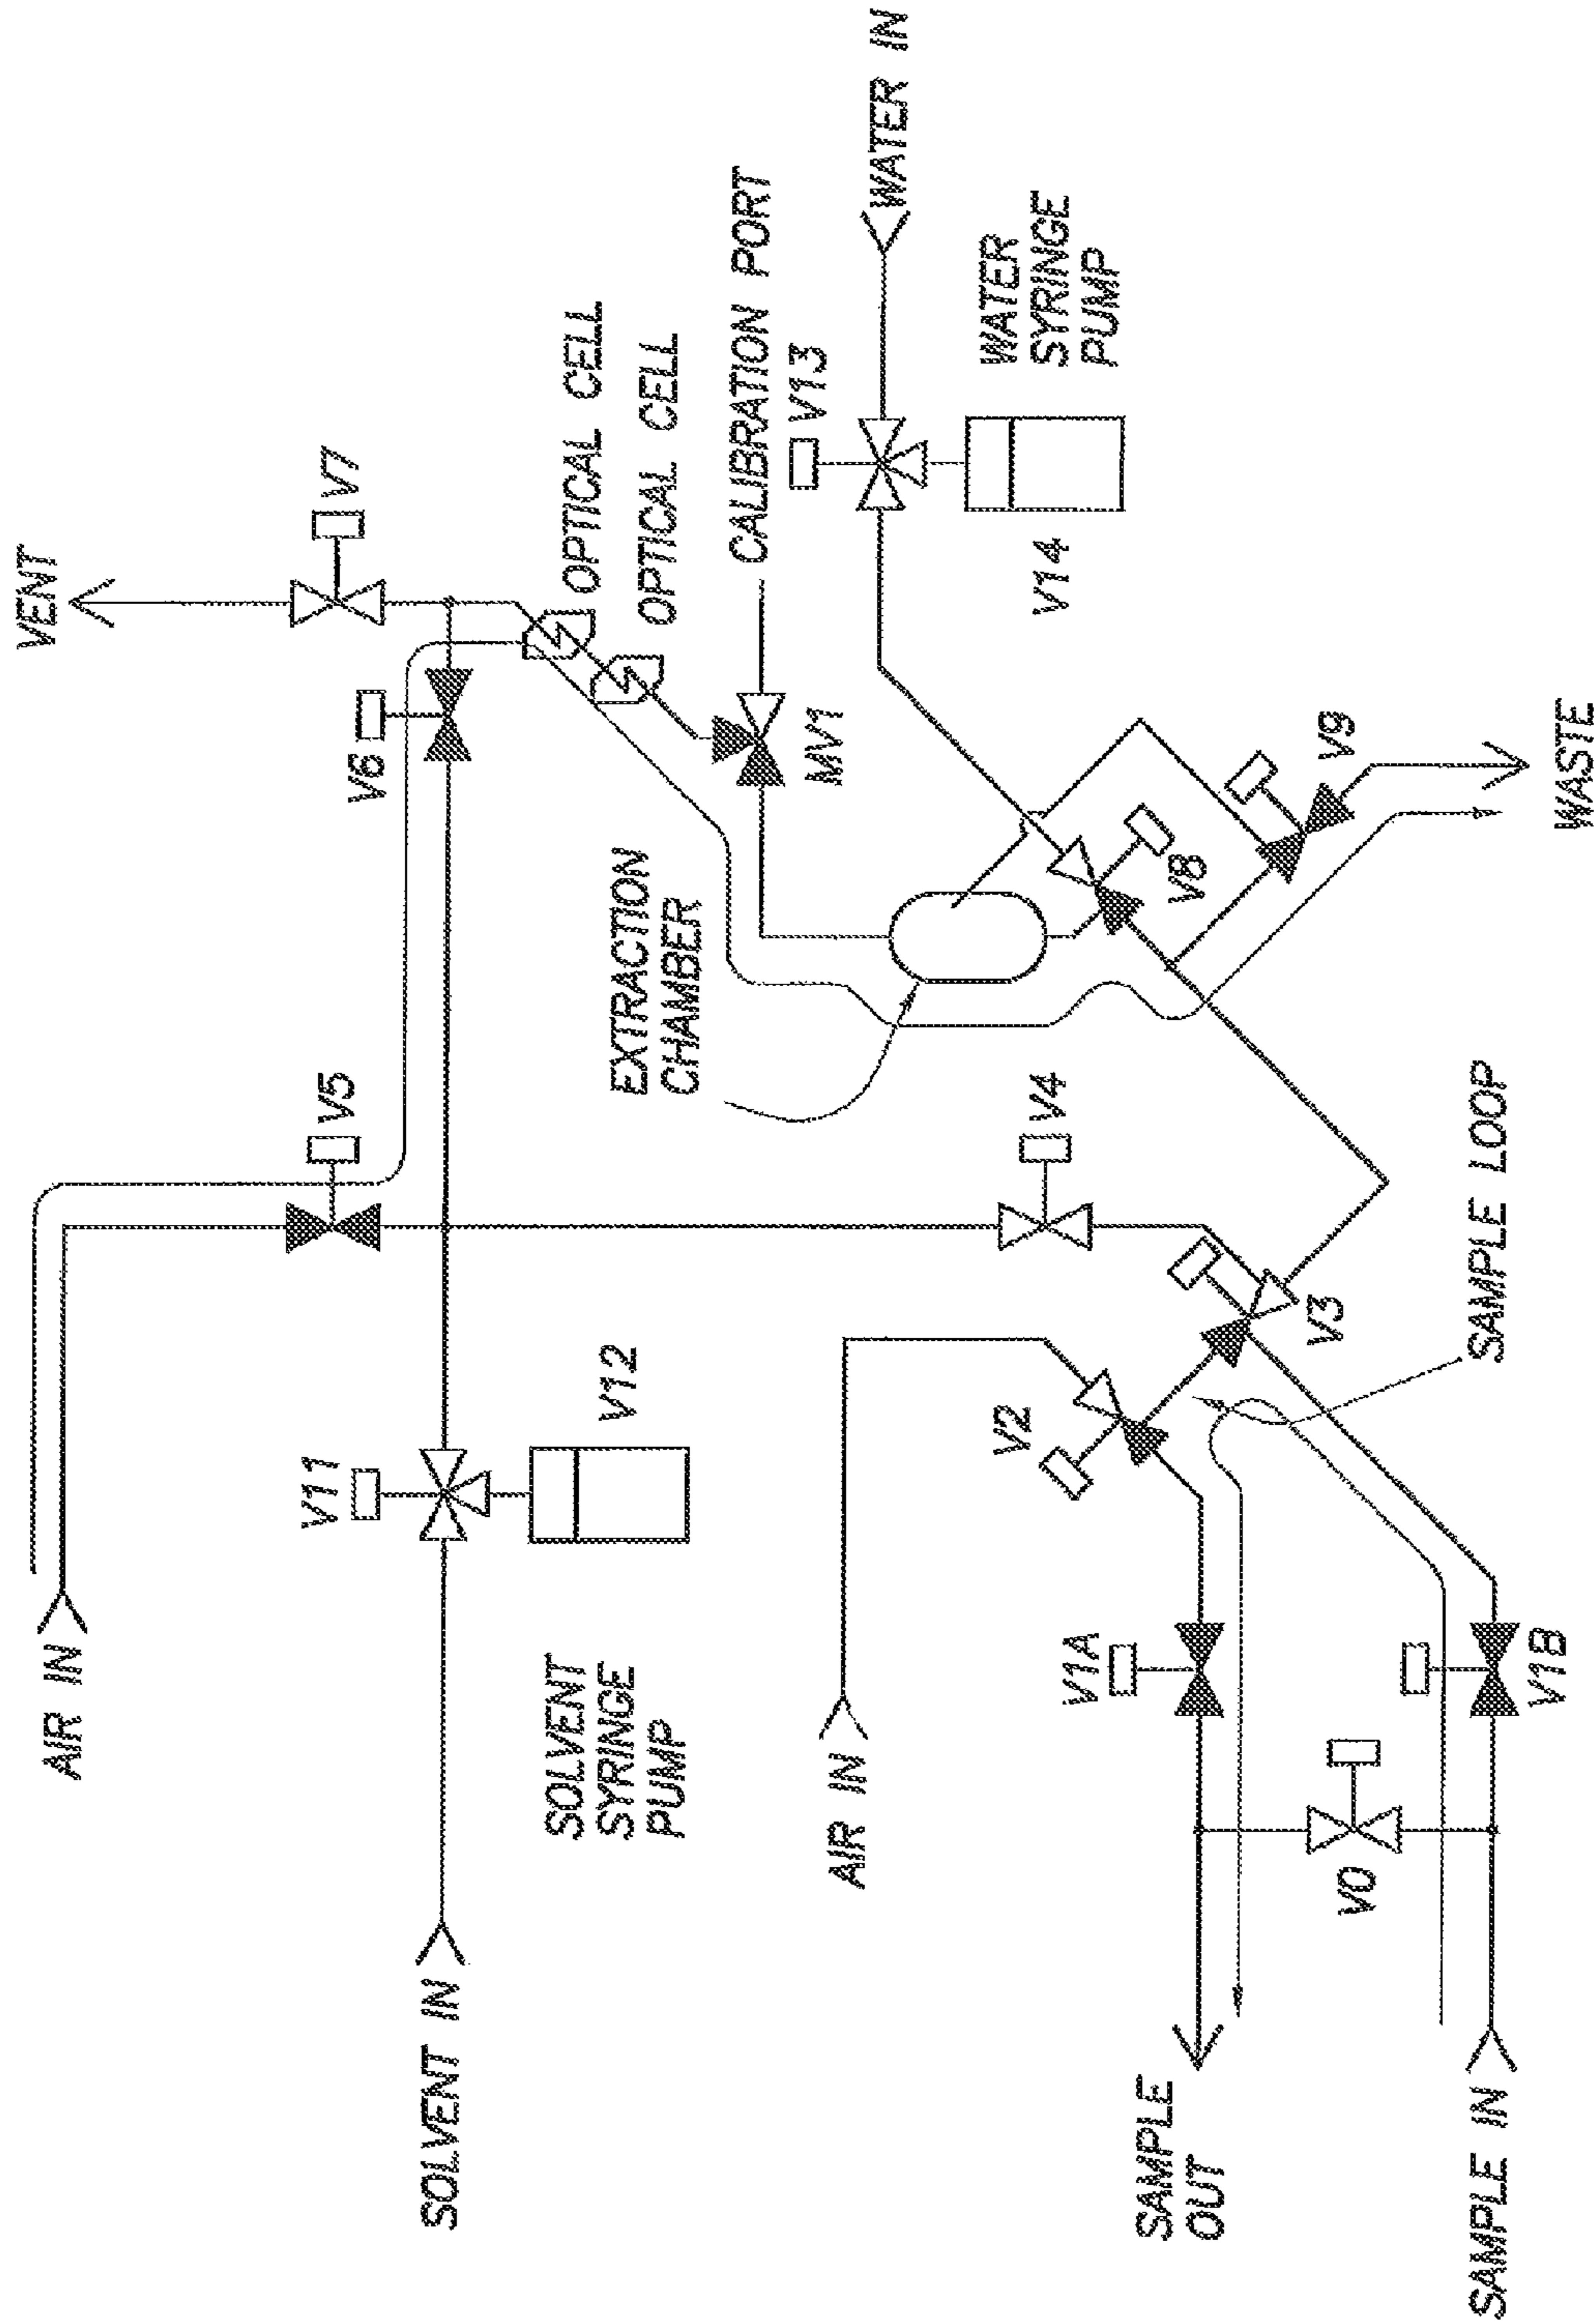 VENT
V7
OPTICAL CELL
OPTICAL CELL
CALIBRATION PORT
V13
WATER IN
WATER
SYRINGE
PUMP
V14
V6
MV1
V9
WASTE
V8
EXTRACTION
CHAMBER
V5
V4
SAMPLE LOOP
V3
V12
V2
V11
AIR IN
SOLVENT
SYRINGE
PUMP
V1A
V1B
AIR IN
V0
SOLVENT IN
SAMPLE
OUT
SAMPLE IN